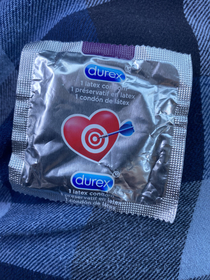 durex
1 latex condom
1 préservatif en latex
1 condón de látex
durex
1 latex condom
1 préservatif en latex
1 condón de látex